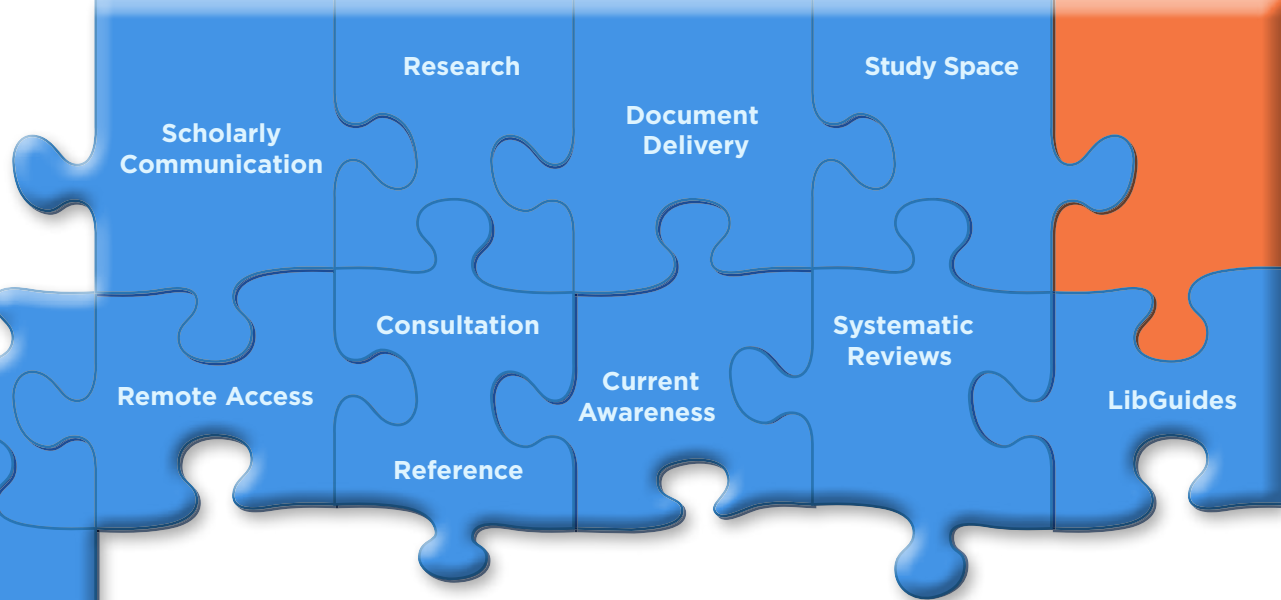 Scholarly
Communication
Research
Document
Delivery
Study Space
Remote Access
Consultation
Reference
Current
Awareness
Systematic
Reviews
LibGuides